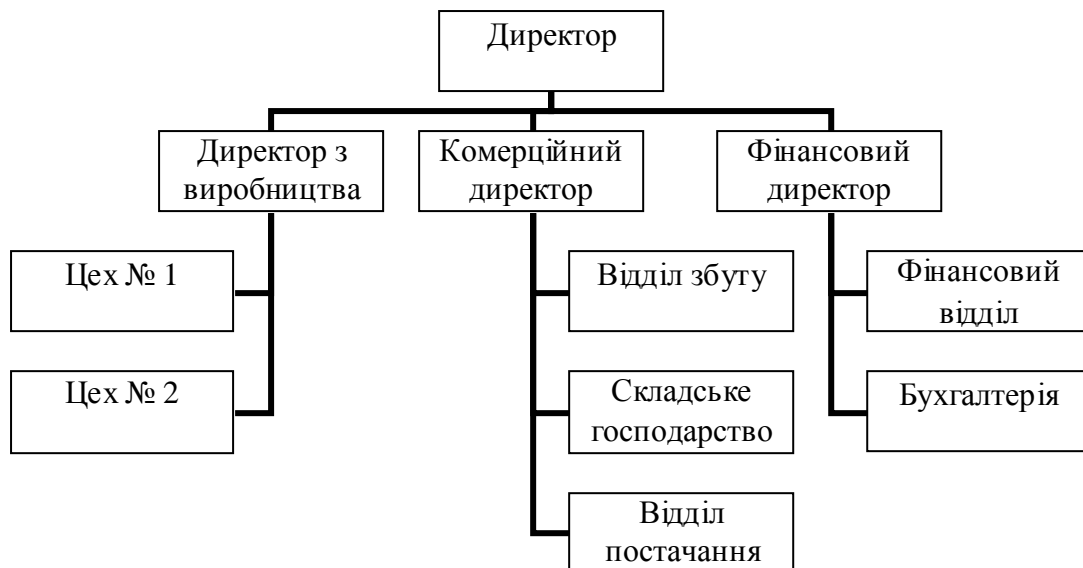 Директор
Директор з
виробництва
Комерційний
директор
Фінансовий
директор
Цех № 1
Відділ збуту
Фінансовий
відділ
Цех № 2
Складське
господарство
Бухгалтерія
Відділ
постачання